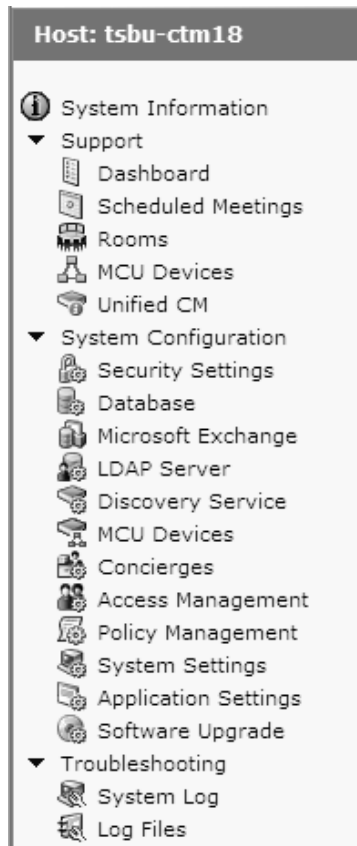 Host: tsbu-ctm18
System Information
Support
Dashboard
Scheduled Meetings
Rooms
MCU Devices
Unified CM
System Configuration
Security Settings
Database
Microsoft Exchange
LDAP Server
Discovery Service
MCU Devices
Concierges
Access Management
Policy Management
System Settings
Application Settings
Software Upgrade
Troubleshooting
System Log
Log Files